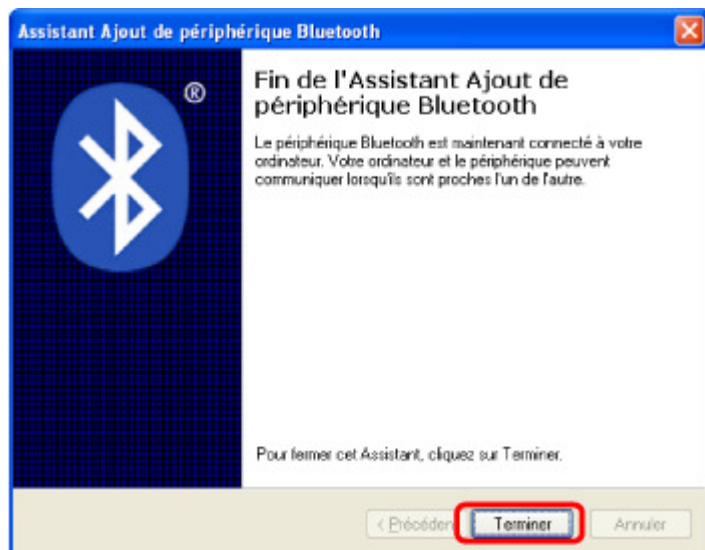 Assistant Ajout de périphérique Bluetooth
®
Fin de l'Assistant Ajout de
périphérique Bluetooth
Le périphérique Bluetooth est maintenant connecté à votre
ordinateur. Votre ordinateur et le périphérique peuvent
communiquer lorsqu'ils sont proches l'un de l'autre.
Pour fermer cet Assistant, cliquez sur Terminer.
< Précéden Terminer Annuler